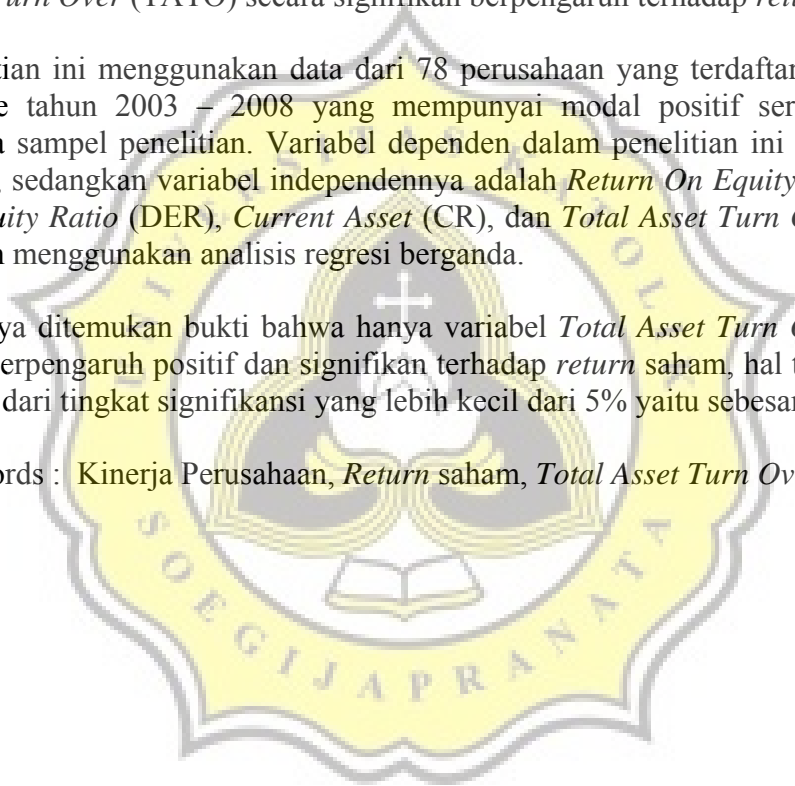 urn Over (TATO) secara signifikan berpengaruh terhadap retu
tian ini menggunakan data dari 78 perusahaan yang terdaftar
e tahun 2003 – 2008 yang mempunyai modal positif ser
a sampel penelitian. Variabel dependen dalam penelitian ini
, sedangkan variabel independennya adalah Return On Equity
uity Ratio (DER), Current Asset (CR), dan Total Asset Turn O
n menggunakan analisis regresi berganda.
ya ditemukan bukti bahwa hanya variabel Total Asset Turn O
erpengaruh positif dan signifikan terhadap return saham, hal t
dari tingkat signifikansi yang lebih kecil dari 5% yaitu sebesar
ords : Kinerja Perusahaan, Return saham, Total Asset Turn Ov
UNIVERSITAS KATOLIK
SOEGIJAPRANATA